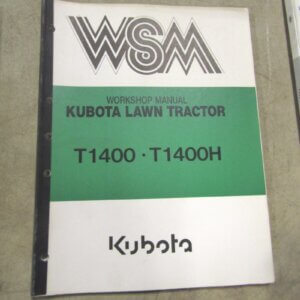 WSM
WORKSHOP MANUAL
KUBOTA LAWN TRACTOR
T1400 · T1400H
Kubota